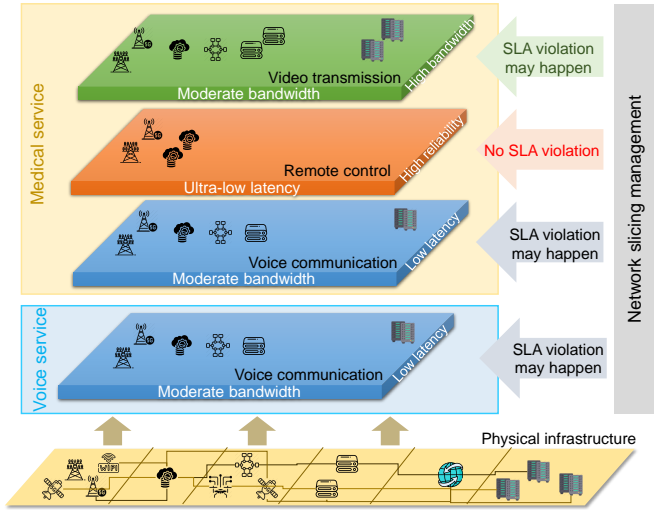 Medical service
Video transmission
Moderate bandwidth
High bandwidth
SLA violation
may happen
Remote control
Ultra-low latency
High reliability
No SLA violation
Voice communication
Moderate bandwidth
Low latency
SLA violation
may happen
Network slicing management
Voice service
Voice communication
Moderate bandwidth
Low latency
SLA violation
may happen
Physical infrastructure
WIFI